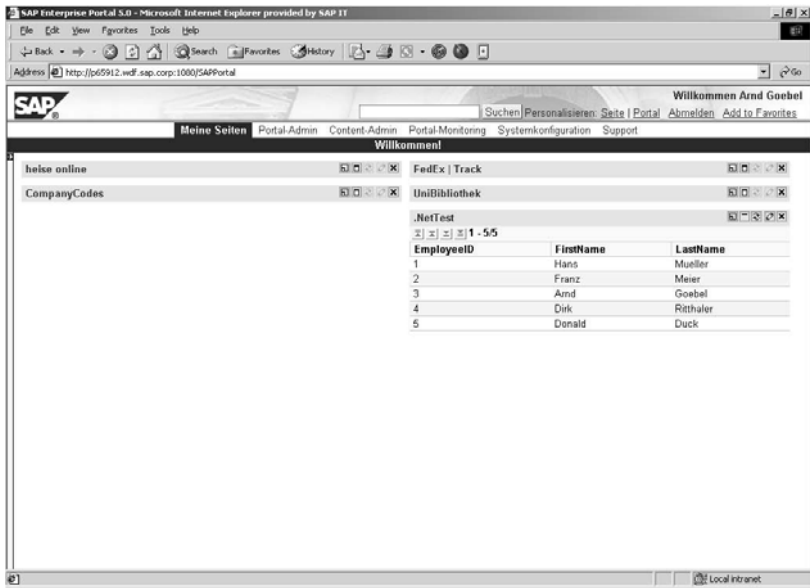 SAP Enterprise Portal 5.0 - Microsoft Internet Explorer provided by SAP IT
File Edit View Favorites Tools Help
Back Search Favorites History
Address http://p65912.wdf.sap.corp:1080/SAPPortal Go
Willkommen Arnd Goebel
SAP
Suchen Personalisieren: Seite | Portal Abmelden Add to Favorites
Meine Seiten Portal-Admin Content-Admin Portal-Monitoring Systemkonfiguration Support
Willkommen!
heise online
FedEx | Track
CompanyCodes
UniBibliothek
.NetTest
1 - 5/5
EmployeeID FirstName LastName
1 Hans Mueller
2 Franz Meier
3 Arnd Goebel
4 Dirk Ritthaler
5 Donald Duck
Local intranet